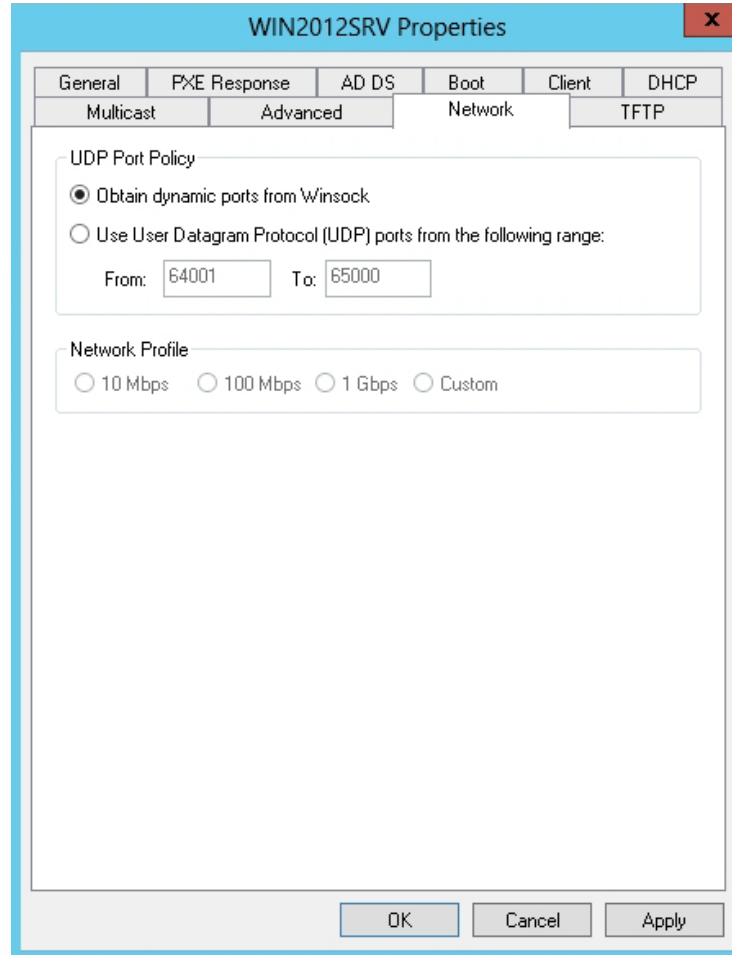 WIN2012SRV Properties
x
General PXE Response AD DS Boot Client DHCP
Multicast Advanced Network TFTP
UDP Port Policy
Obtain dynamic ports from Winsock
Use User Datagram Protocol (UDP) ports from the following range:
From: 64001 To: 65000
Network Profile
10 Mbps 100 Mbps 1 Gbps Custom
OK Cancel Apply